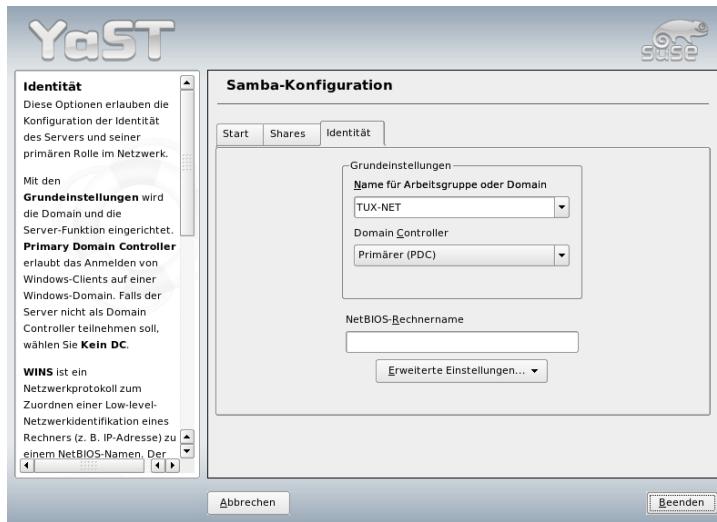 YaST
suse
Identität
Diese Optionen erlauben die
Konfiguration der Identität
des Servers und seiner
primären Rolle im Netzwerk.
Mit den
Grundeinstellungen wird
die Domain und die
Server-Funktion eingerichtet.
Primary Domain Controller
erlaubt das Anmelden von
Windows-Clients auf einer
Windows-Domain. Falls der
Server nicht als Domain
Controller teilnehmen soll,
wählen Sie Kein DC.
WINS ist ein
Netzwerkprotokoll zum
Zuordnen einer Low-level-
Netzwerkidentifikation eines
Rechners (z. B. IP-Adresse) zu
einem NetBIOS-Namen. Der
Samba-Konfiguration
Start
Shares
Identität
Grundeinstellungen
Name für Arbeitsgruppe oder Domain
TUX-NET
Domain Controller
Primärer (PDC)
NetBIOS-Rechnername
Erweiterte Einstellungen...
Abbrechen
Beenden